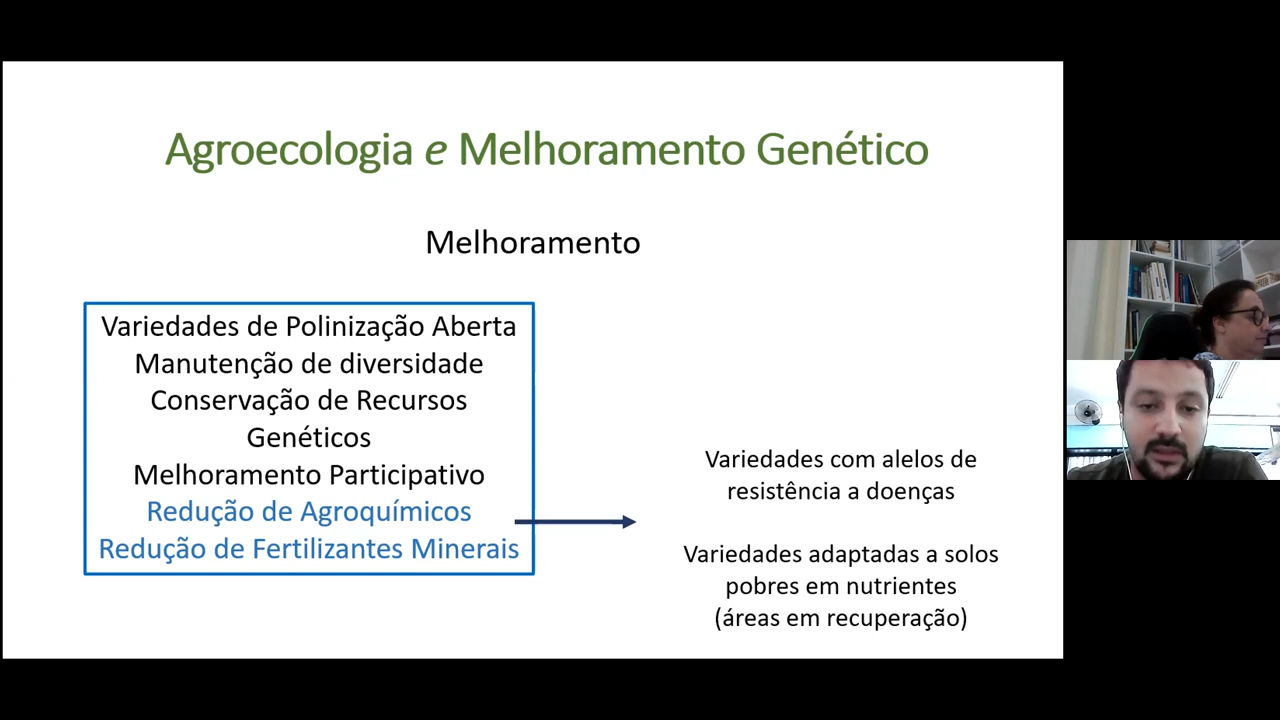 Agroecologia e Melhoramento Genético
Melhoramento
Variedades de Polinização Aberta
Manutenção de diversidade
Conservação de Recursos
Genéticos
Melhoramento Participativo
Redução de Agroquímicos
Redução de Fertilizantes Minerais
Variedades com alelos de
resistência a doenças
Variedades adaptadas a solos
pobres em nutrientes
(áreas em recuperação)